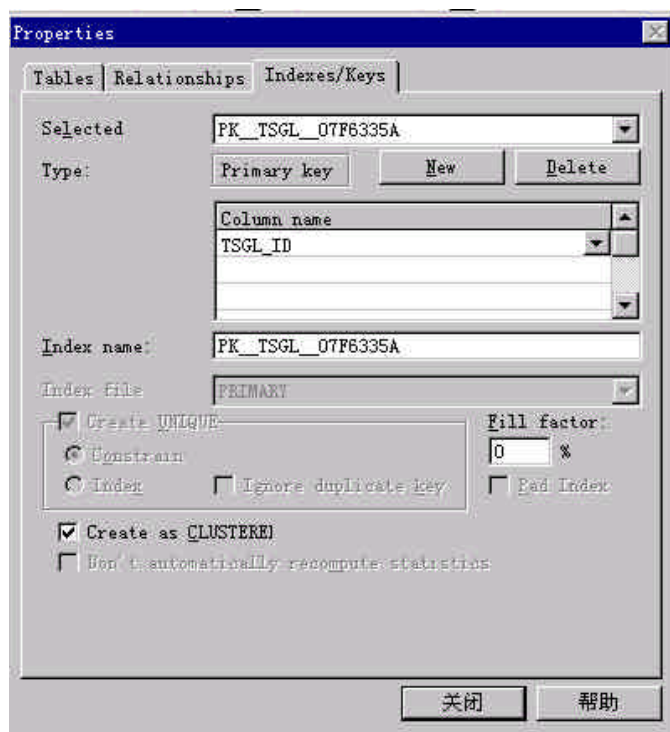 Properties
Tables Relationships Indexes/Keys
Selected PK__TSGL__07F6335A
Type: Primary key New Delete
Column name
TSGL_ID
Index name: PK__TSGL__07F6335A
Index file PRIMARY
Create UNIQUE Fill factor:
Constrain 0 %
Index Ignore duplicate key Pad Index
Create as CLUSTERE
Don't automatically recompute statistics
关闭 帮助